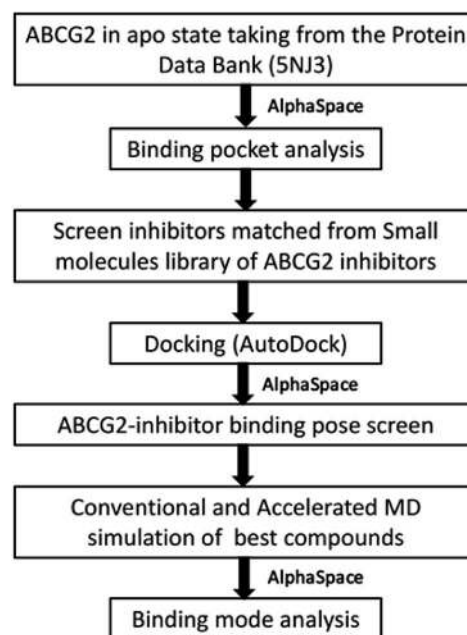 ABCG2 in apo state taking from the Protein
Data Bank (5NJ3)
AlphaSpace
Binding pocket analysis
Screen inhibitors matched from Small
molecules library of ABCG2 inhibitors
Docking (AutoDock)
AlphaSpace
ABCG2-inhibitor binding pose screen
Conventional and Accelerated MD
simulation of best compounds
AlphaSpace
Binding mode analysis